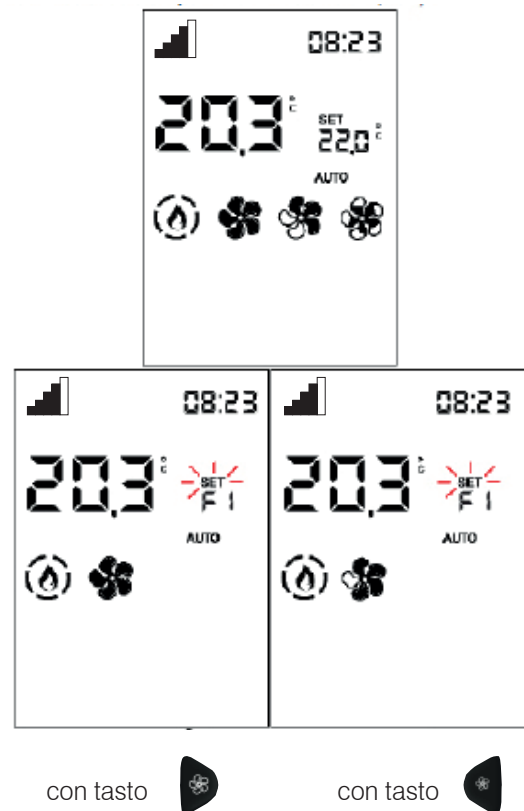 08:23
20,3 °C SET 22,0 °C
AUTO
08:23
20,3 °C SET F1
AUTO
08:23
20,3 °C SET F1
AUTO
con tasto
con tasto